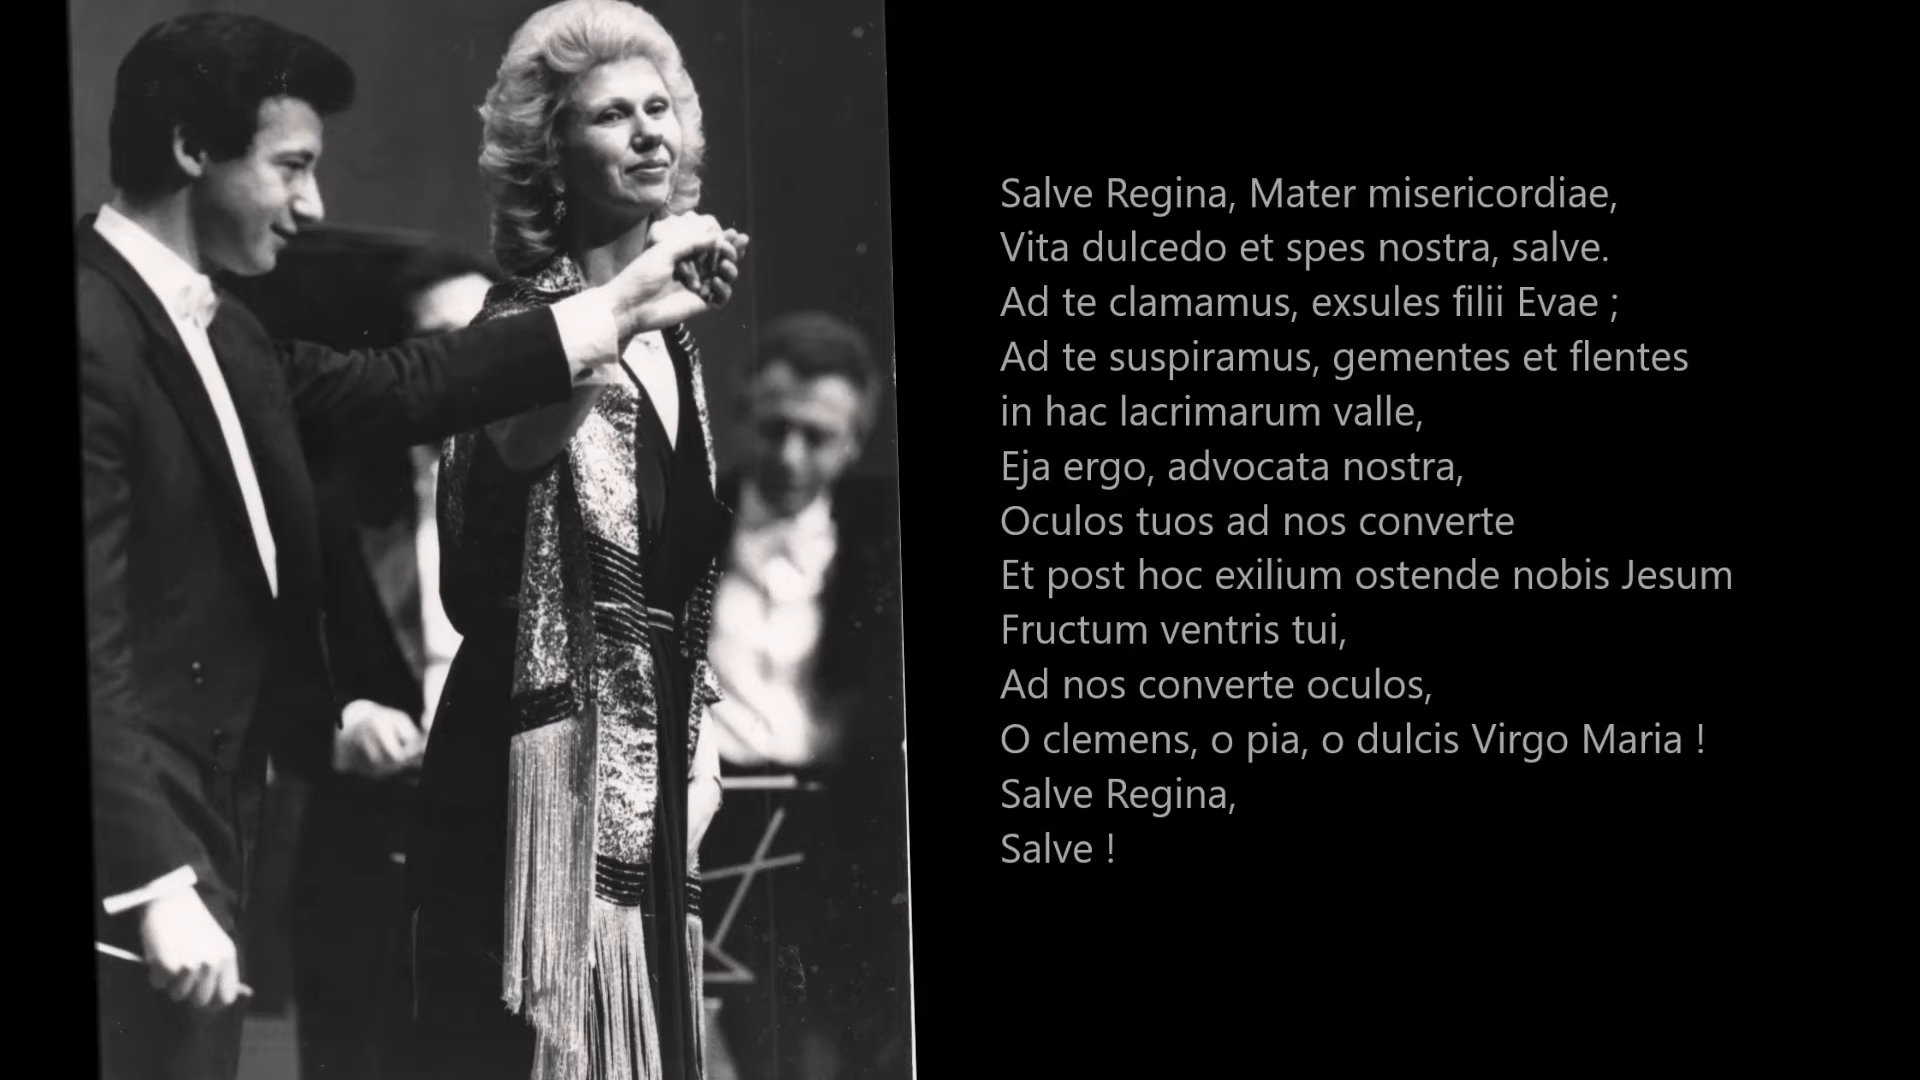 Salve Regina, Mater misericordiae,
Vita dulcedo et spes nostra, salve.
Ad te clamamus, exsules filii Evae ;
Ad te suspiramus, gementes et flentes
in hac lacrimarum valle,
Eja ergo, advocata nostra,
Oculos tuos ad nos converte
Et post hoc exilium ostende nobis Jesum
Fructum ventris tui,
Ad nos converte oculos,
O clemens, o pia, o dulcis Virgo Maria !
Salve Regina,
Salve !